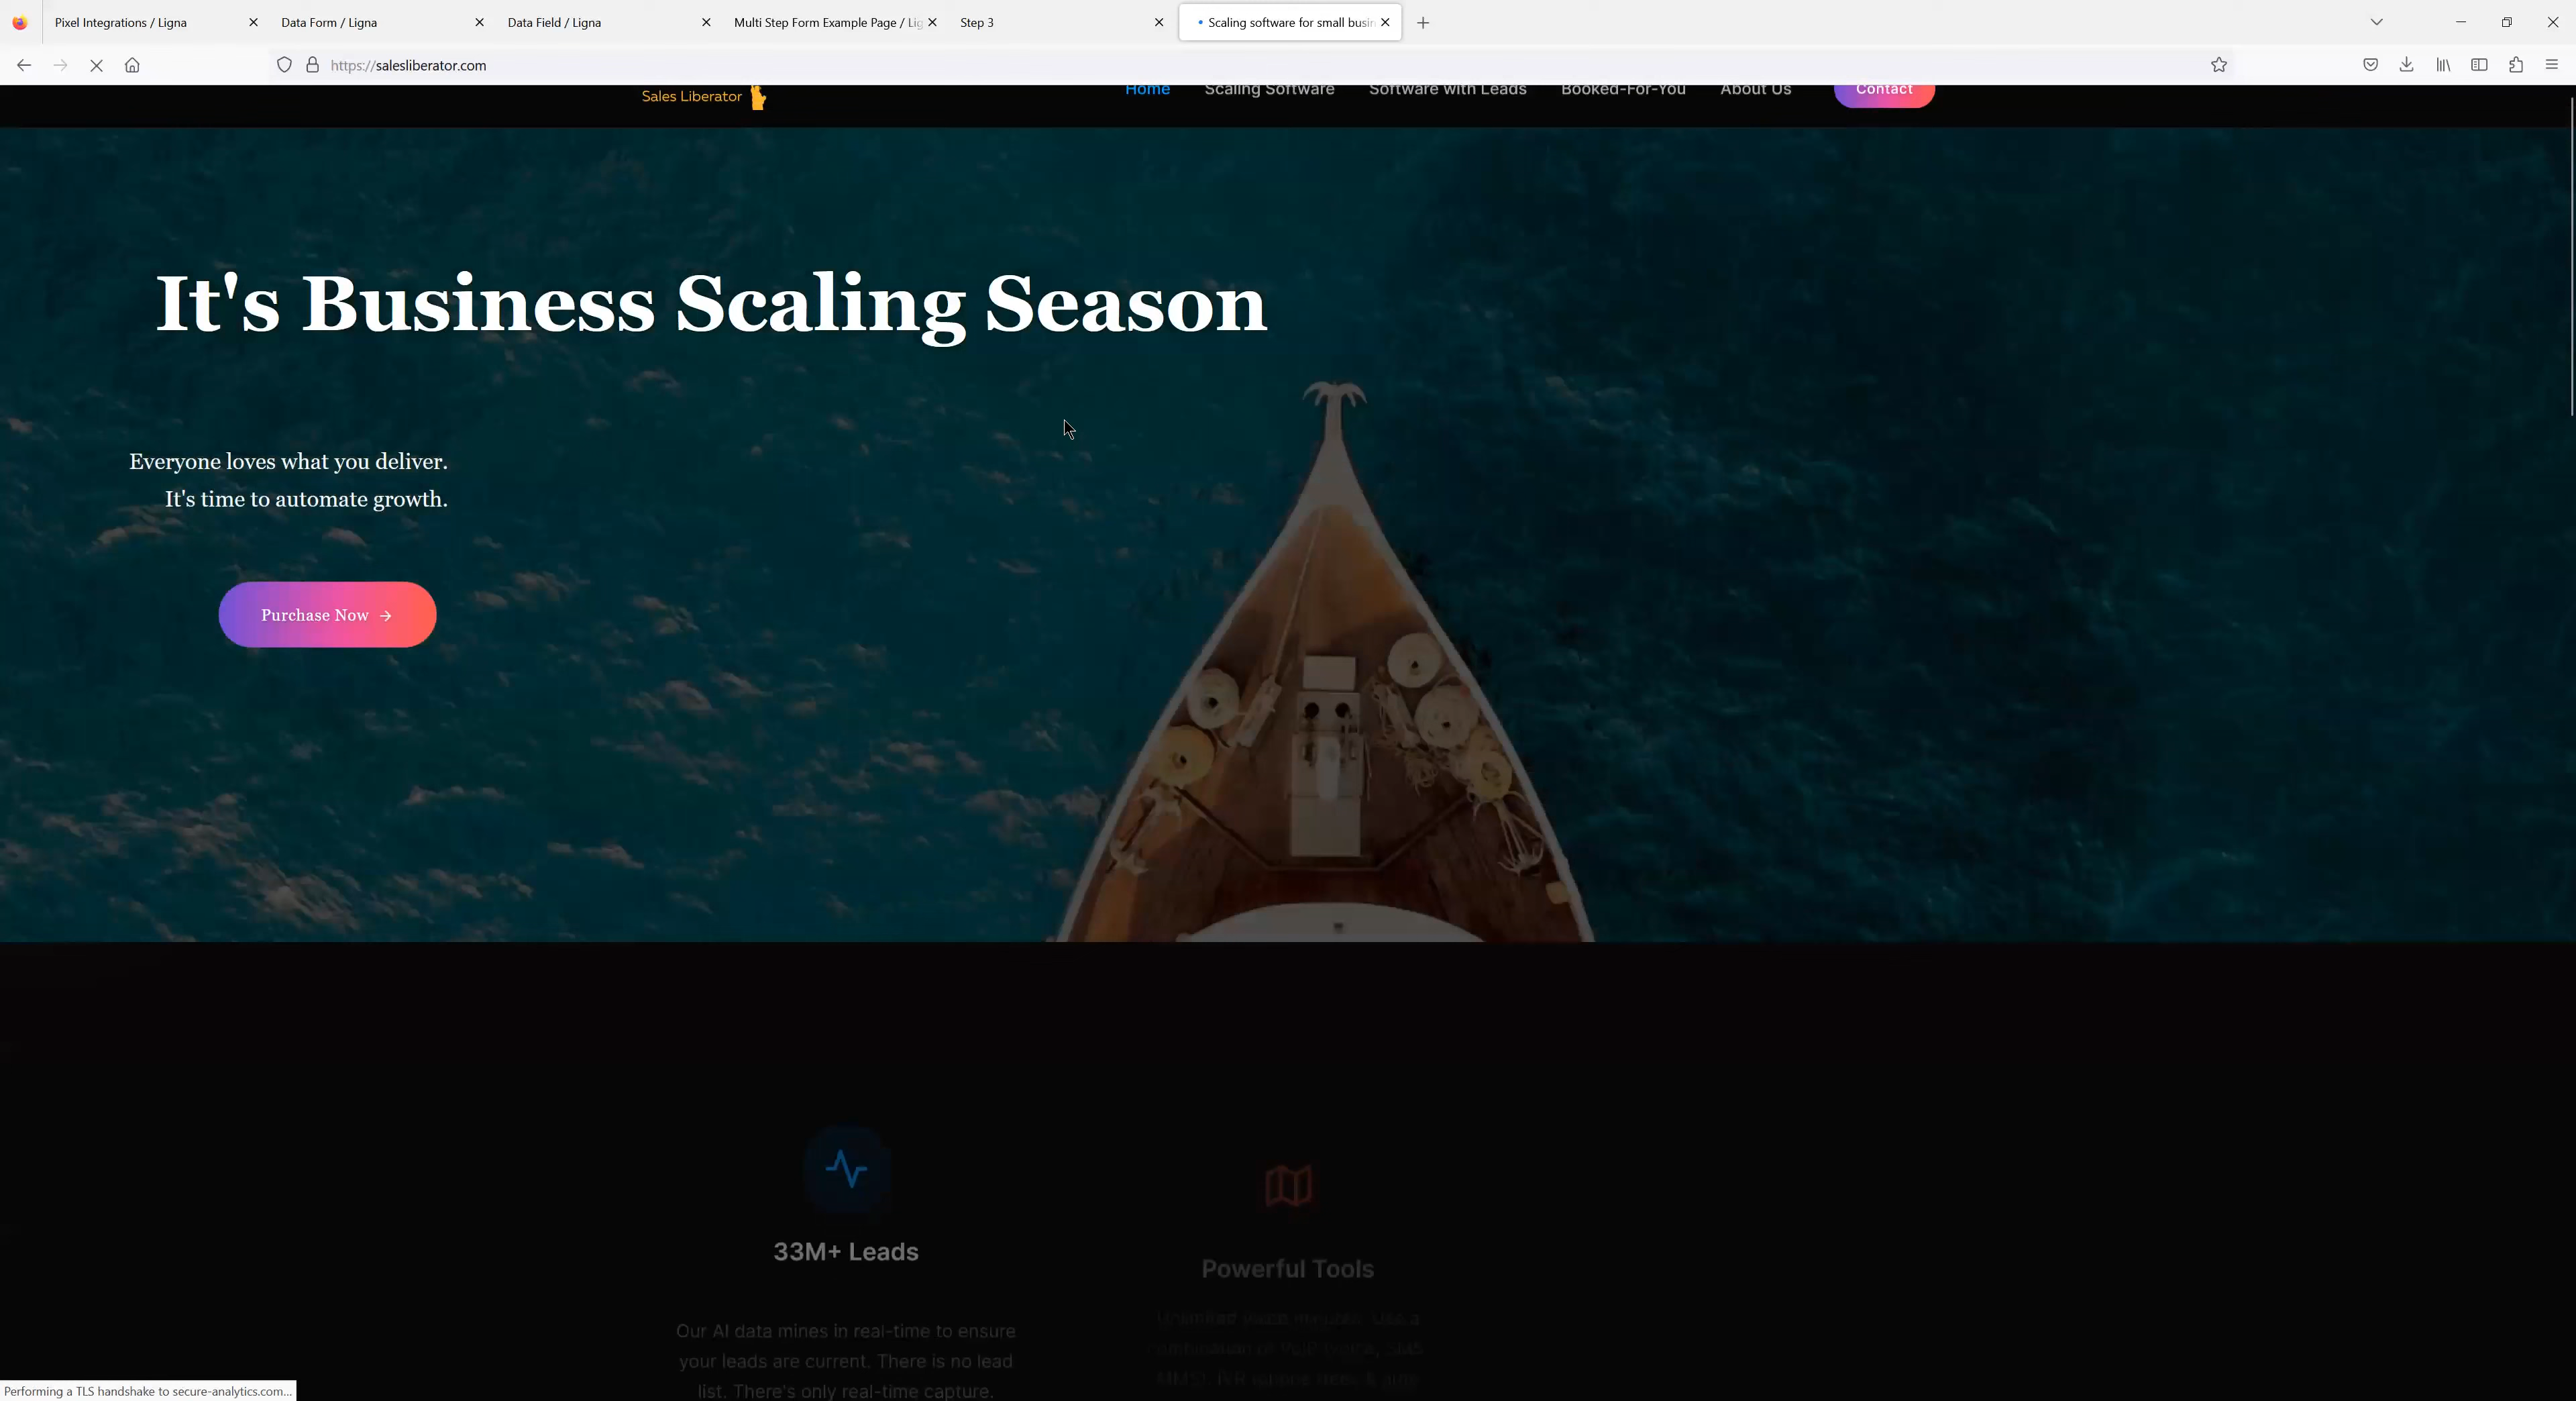 Pixel Integrations / Ligna
Data Form / Ligna
Data Field / Ligna
Multi Step Form Example Page / Lig
Step 3
Scaling software for small busin
https://salesliberator.com
Sales Liberator
Home
Scaling Software
Software with Leads
Booked-For-You
About Us
Contact
It's Business Scaling Season
Everyone loves what you deliver.
It's time to automate growth.
Purchase Now →
33M+ Leads
Our AI data mines in real-time to ensure
your leads are current. There is no lead
list. There's only real-time capture.
Powerful Tools
Performing a TLS handshake to secure-analytics.com...